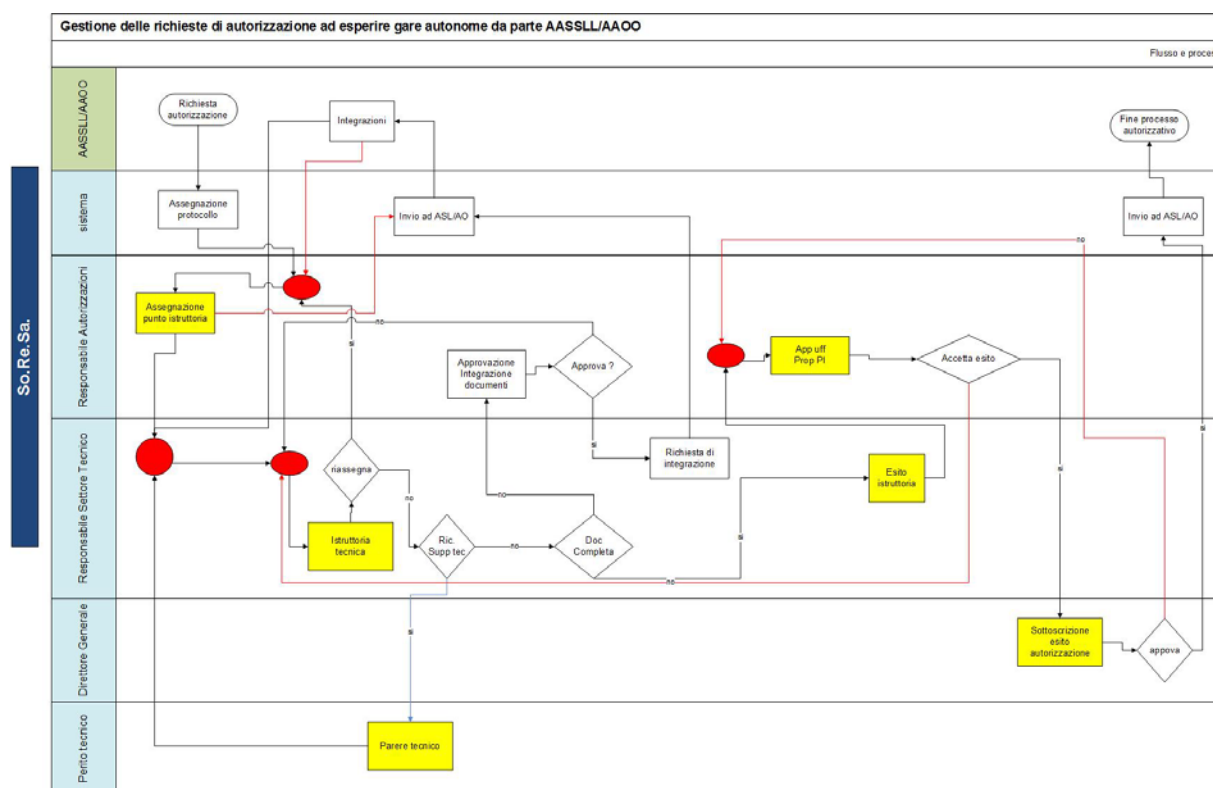 Gestione delle richieste di autorizzazione ad esperire gare autonome da parte AASSLL/AAOO
Flusso e proces
So.Re.Sa.
AASSLL/AAOO
Richiesta
autorizzazione
Integrazioni
Fine processo
autorizzativo
sistema
Assegnazione
protocollo
Invio ad ASL/AO
Invio ad ASL/AO
no
Responsabile Autorizzazioni
Assegnazione
punto istruttoria
si
no
Approvazione
Integrazione
documenti
Approva ?
App uff
Prop PI
Accetta esito
si
Responsabile Settore Tecnico
riassegna
no
Istruttoria
tecnica
Ric.
Supp tec
no
no
Doc
Completa
si
Richiesta di
integrazione
Esito
istruttoria
no
si
si
Direttore Generale
si
Sottoscrizione
esito
autorizzazione
appova
Perito tecnico
Parere tecnico